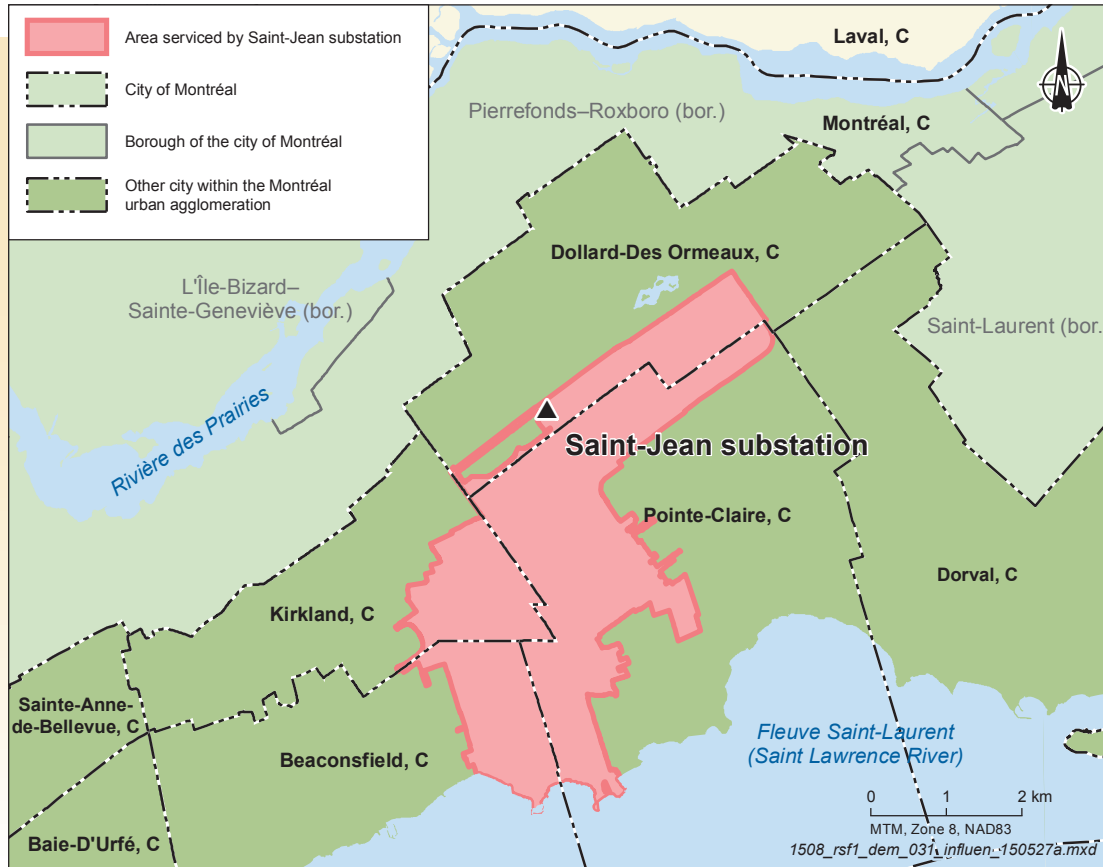 Area serviced by Saint-Jean substation
City of Montréal
Borough of the city of Montréal
Other city within the Montréal
urban agglomeration
Laval, C
Pierrefonds–Roxboro (bor.)
Montréal, C
Dollard-Des Ormeaux, C
L'Île-Bizard–
Sainte-Geneviève (bor.)
Saint-Laurent (bor.
Rivière des Prairies
Saint-Jean substation
Pointe-Claire, C
Dorval, C
Kirkland, C
Sainte-Anne-
de-Bellevue, C
Beaconsfield, C
Fleuve Saint-Laurent
(Saint Lawrence River)
Baie-D'Urfé, C
0 1 2 km
MTM, Zone 8, NAD83
1508_rsf1_dem_031_influen_150527a.mxd